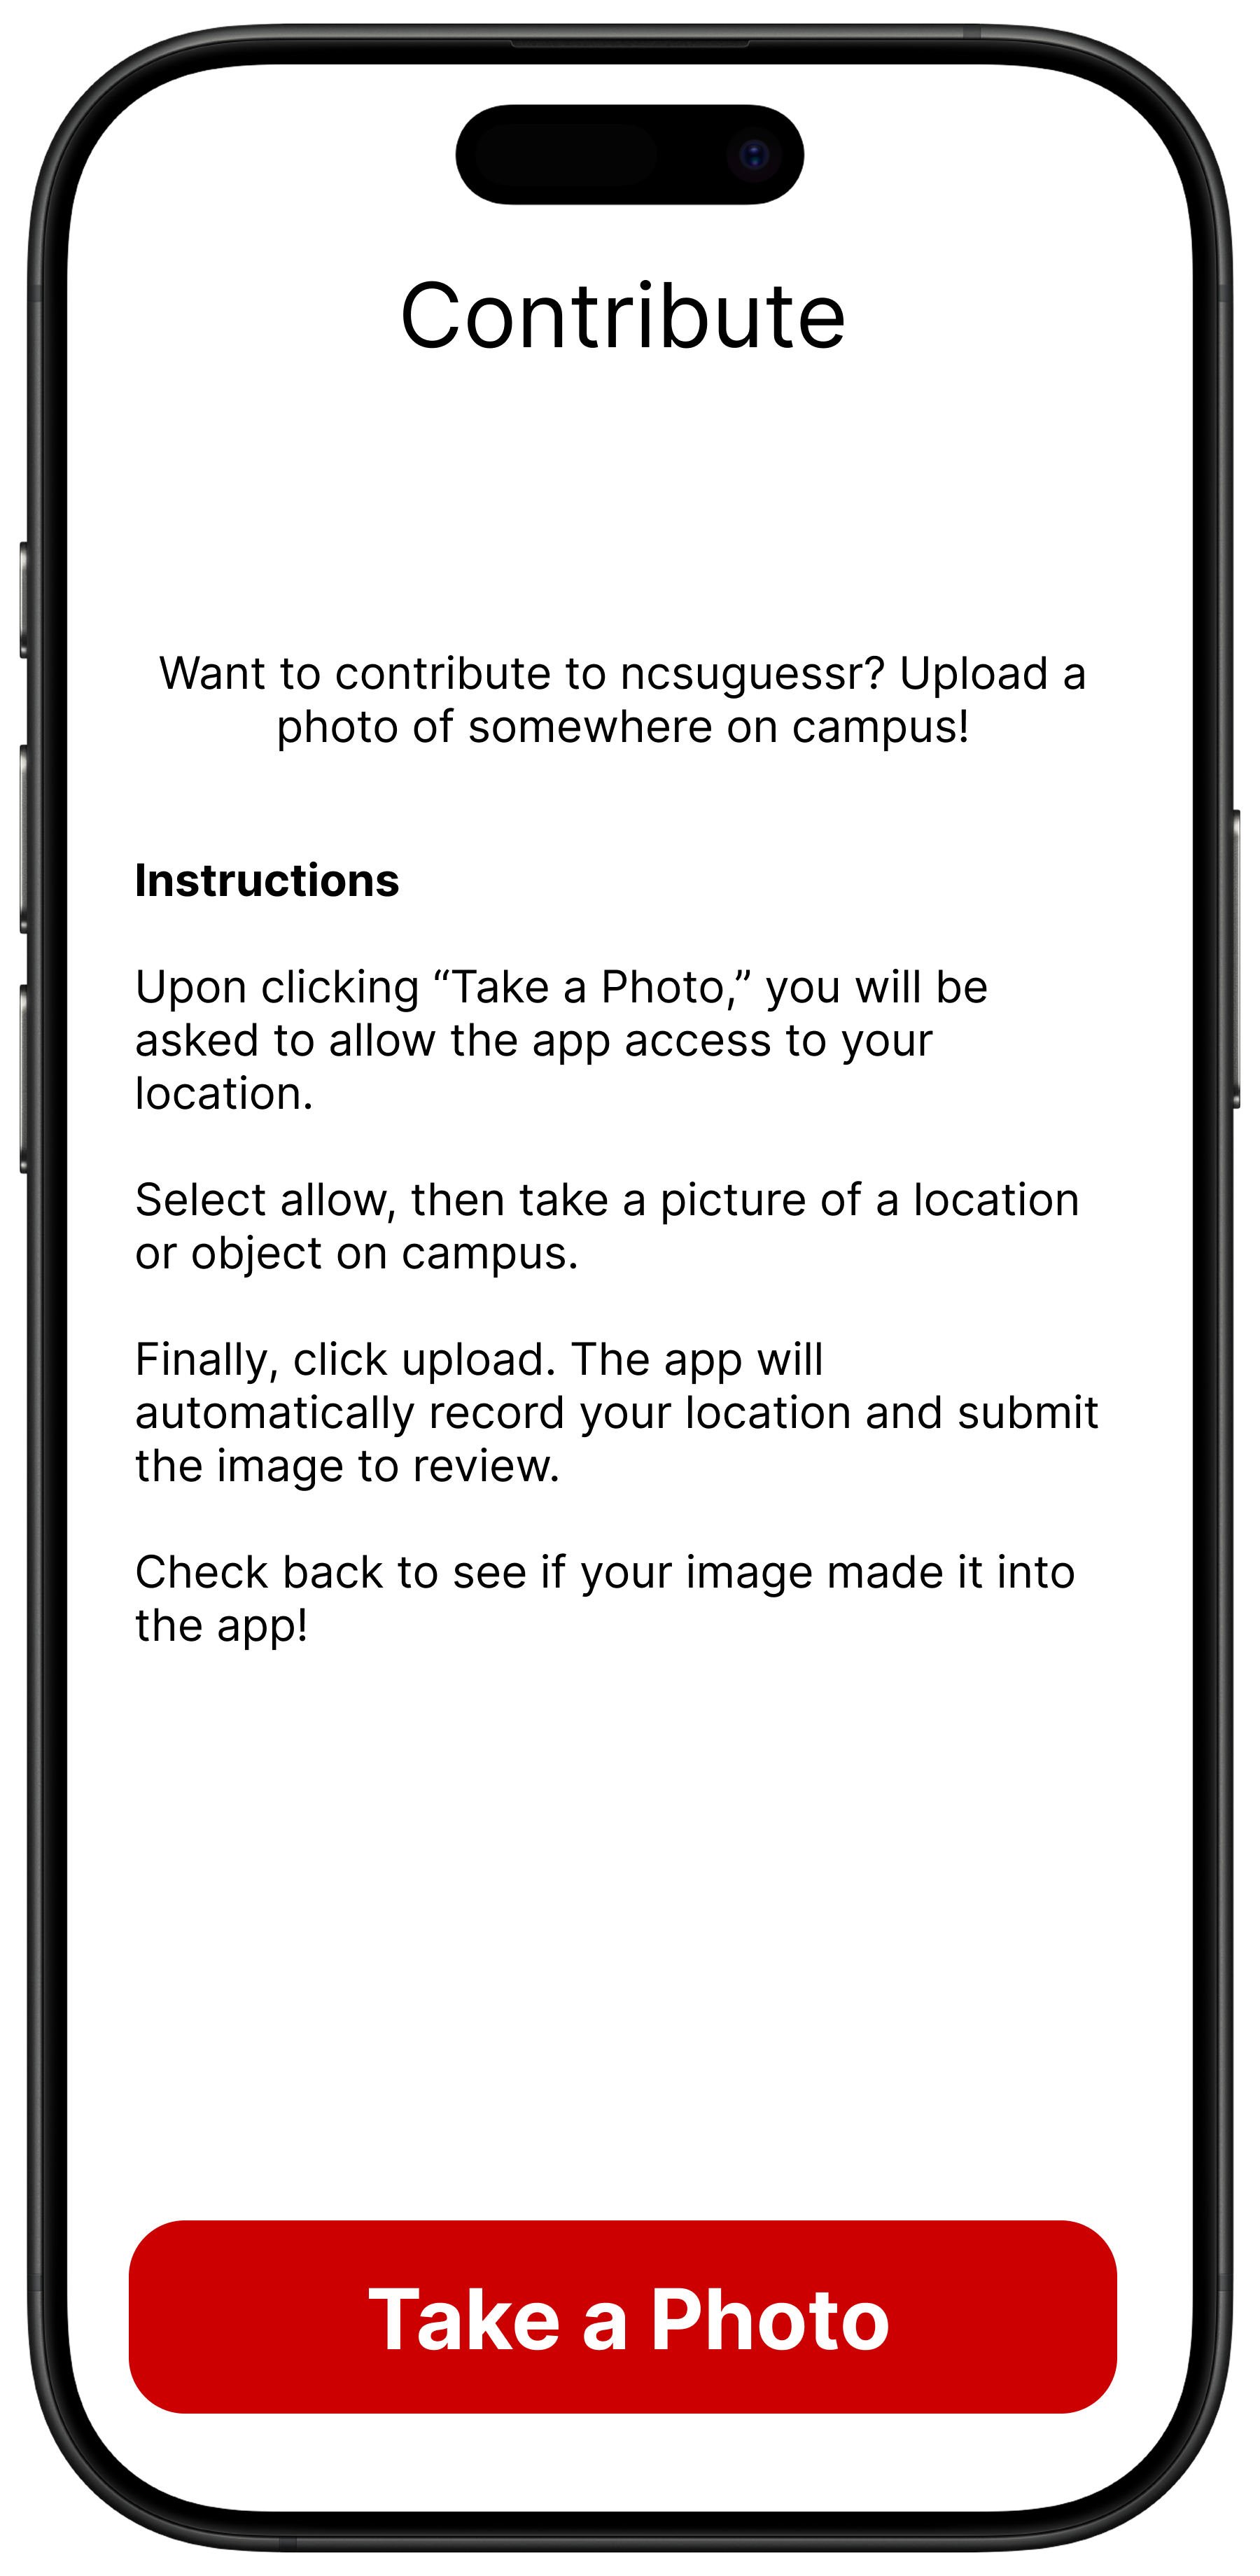 Contribute
Want to contribute to ncsuguessr? Upload a
photo of somewhere on campus!
Instructions
Upon clicking “Take a Photo,” you will be
asked to allow the app access to your
location.
Select allow, then take a picture of a location
or object on campus.
Finally, click upload. The app will
automatically record your location and submit
the image to review.
Check back to see if your image made it into
the app!
Take a Photo